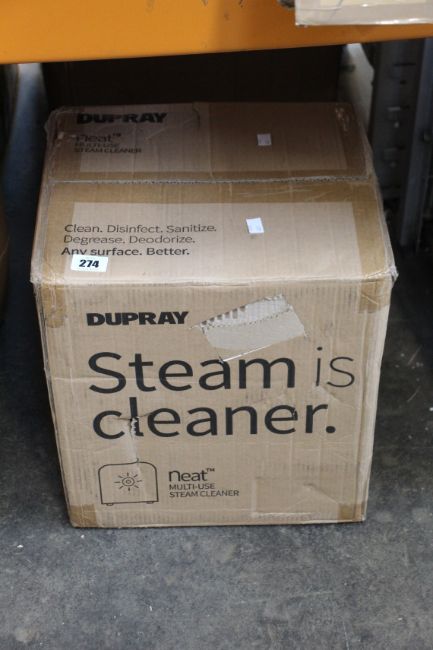 DUPRAY
neat™
MULTI-USE
STEAM CLEANER
Clean. Disinfect. Sanitize.
Degrease. Deodorize.
Any surface. Better.
274
DUPRAY
Steam is
cleaner.
neat™
MULTI-USE
STEAM CLEANER